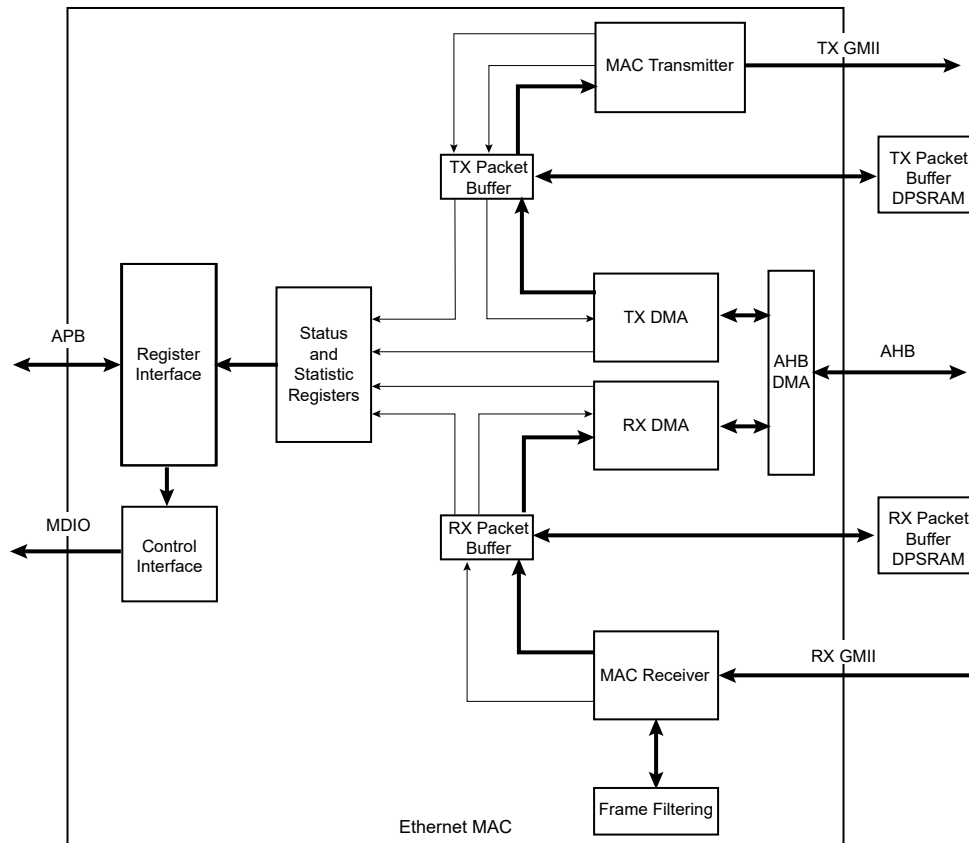 TX GMII
MAC Transmitter
TX Packet
Buffer
TX Packet
Buffer
DPSRAM
APB
Register
Interface
Status
and
Statistic
Registers
TX DMA
AHB
DMA
AHB
RX DMA
MDIO
Control
Interface
RX Packet
Buffer
RX Packet
Buffer
DPSRAM
MAC Receiver
RX GMII
Frame Filtering
Ethernet MAC